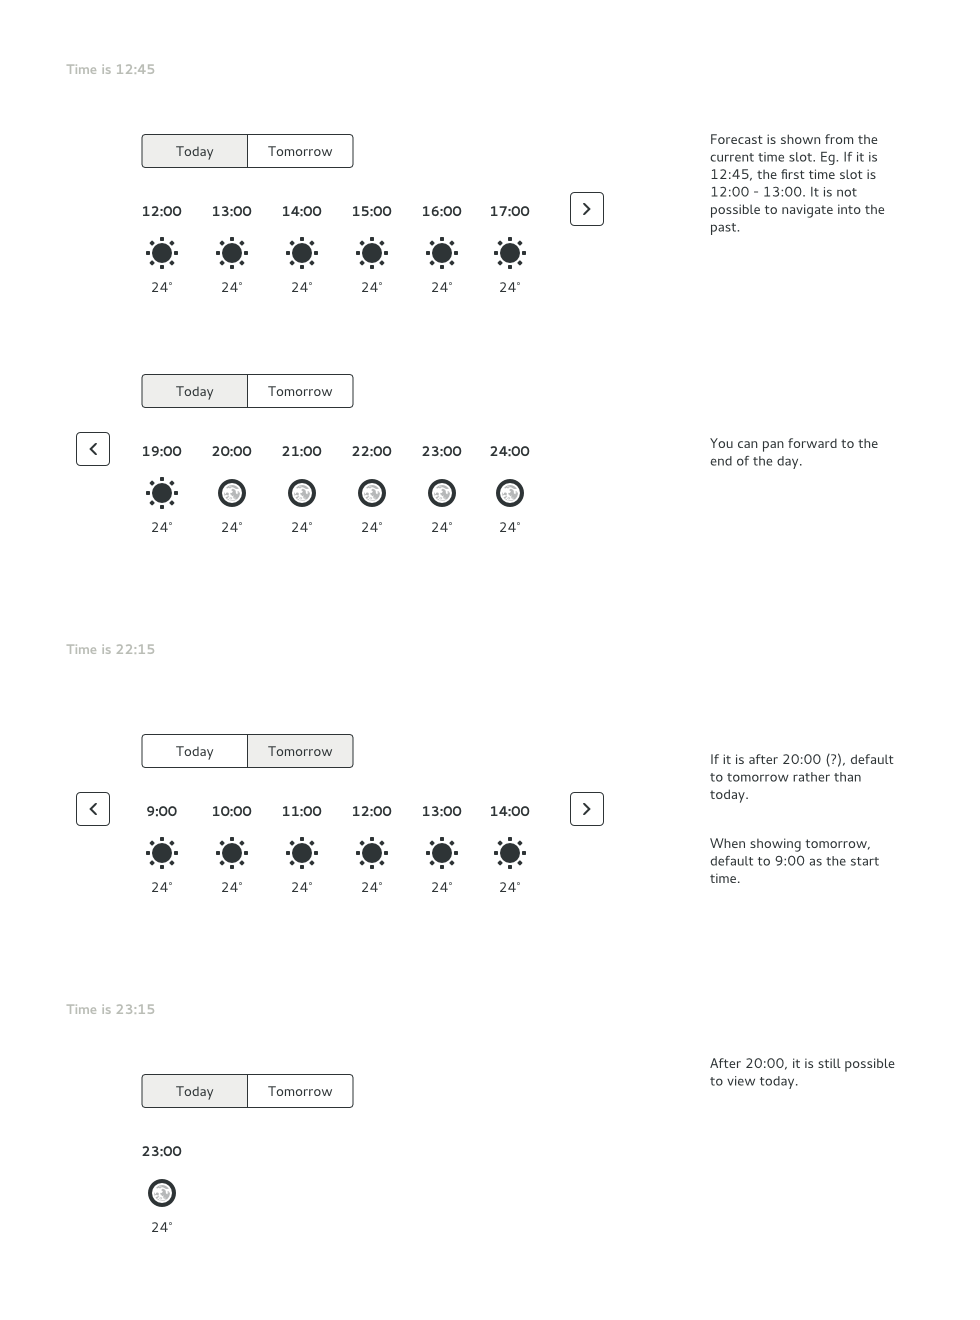 Time is 12:45
Today Tomorrow
12:00 13:00 14:00 15:00 16:00 17:00
24° 24° 24° 24° 24° 24°
Forecast is shown from the
current time slot. Eg. If it is
12:45, the first time slot is
12:00 - 13:00. It is not
possible to navigate into the
past.
Today Tomorrow
19:00 20:00 21:00 22:00 23:00 24:00
24° 24° 24° 24° 24° 24°
You can pan forward to the
end of the day.
Time is 22:15
Today Tomorrow
9:00 10:00 11:00 12:00 13:00 14:00
24° 24° 24° 24° 24° 24°
If it is after 20:00 (?), default
to tomorrow rather than
today.
When showing tomorrow,
default to 9:00 as the start
time.
Time is 23:15
Today Tomorrow
23:00
24°
After 20:00, it is still possible
to view today.